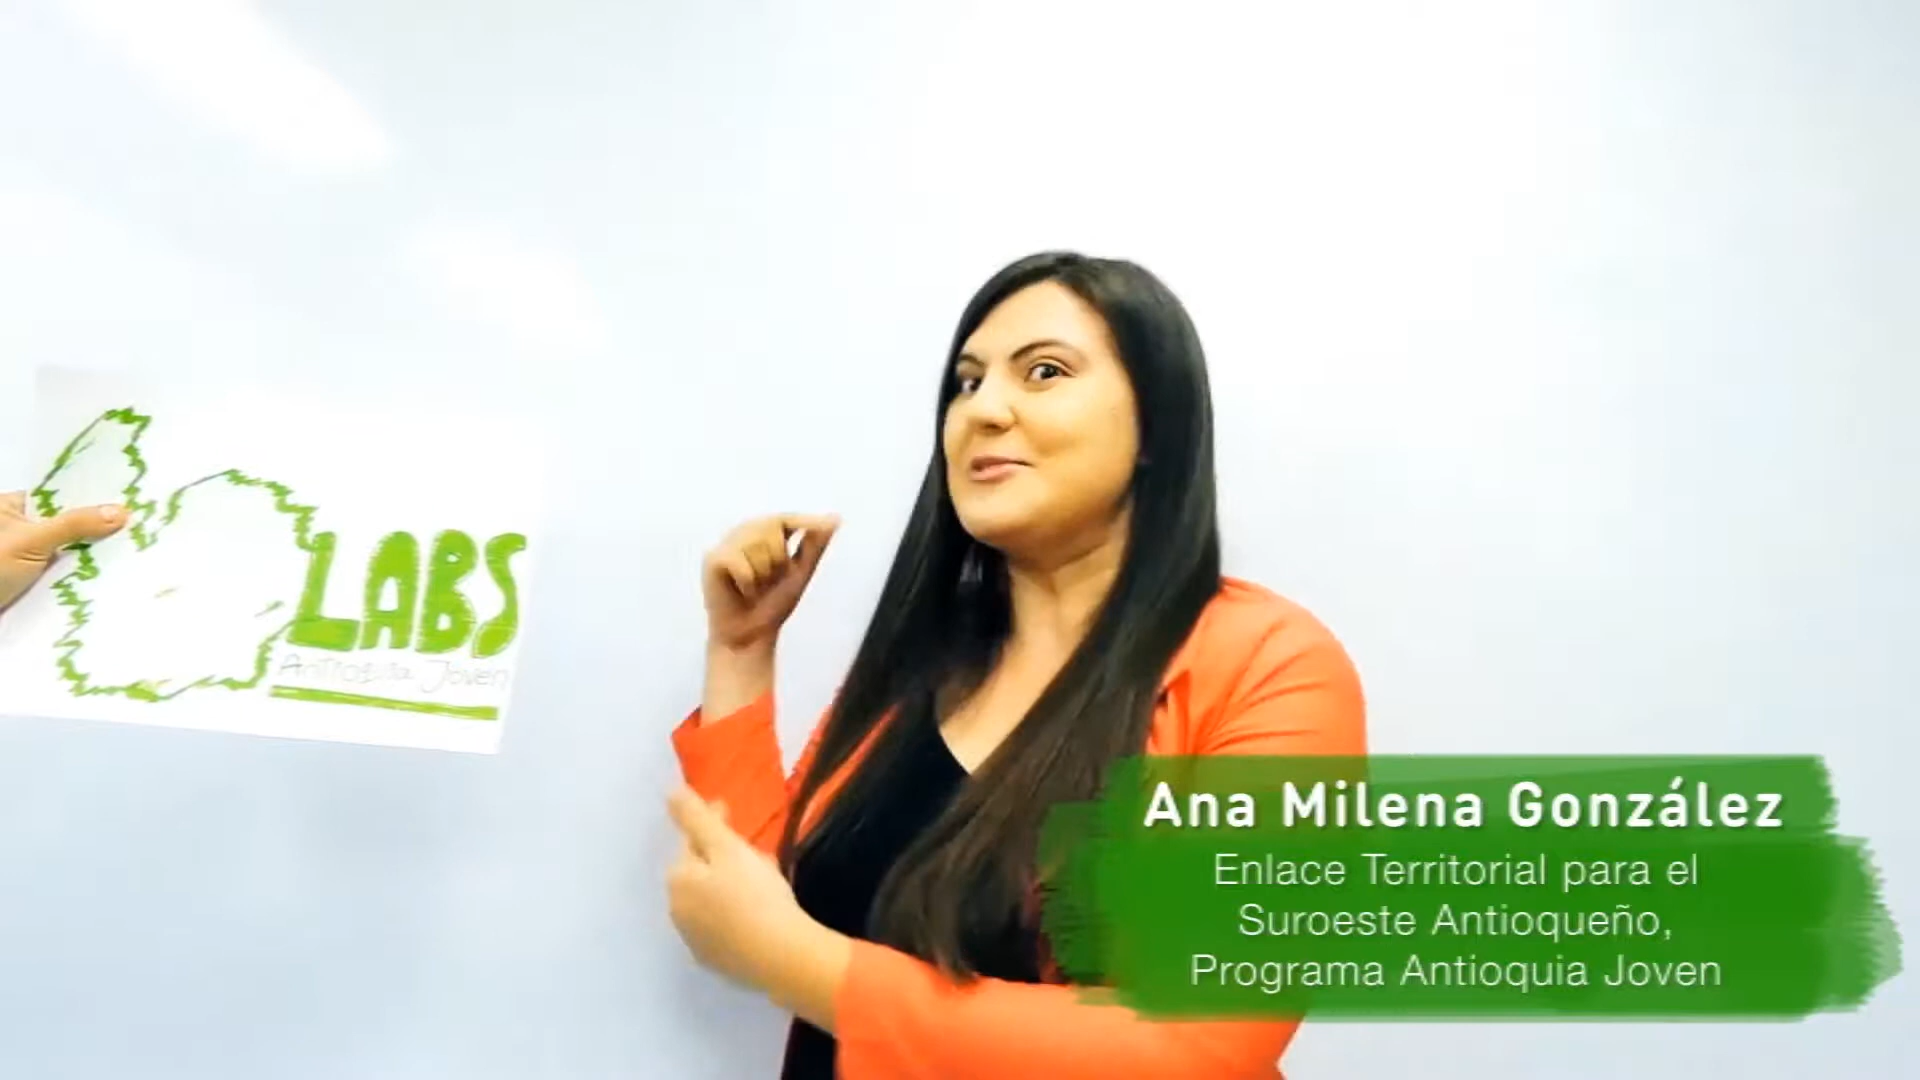 LABS
Antioquia Joven
Ana Milena González
Enlace Territorial para el
Suroeste Antioqueño,
Programa Antioquia Joven